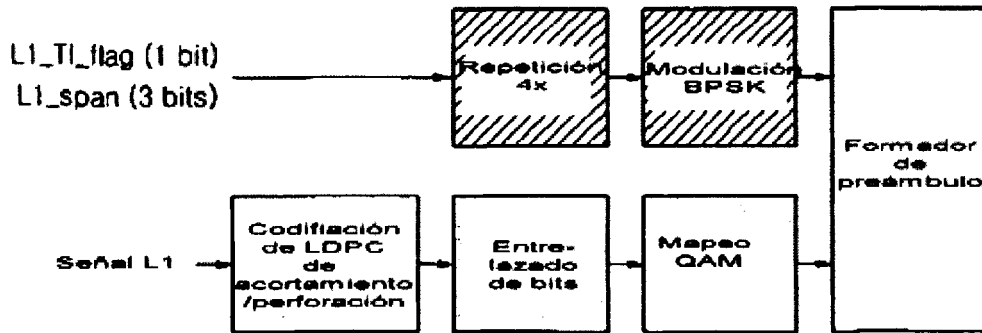 L1_TI_flag (1 bit)
L1_span (3 bits)
Repetición
4x
Modulación
BPSK
Formador
de
preámbulo
Señal L1
Codifiación
de LDPC
de
acortamiento
/perforación
Entre-
lazado
de bits
Mapeo
QAM